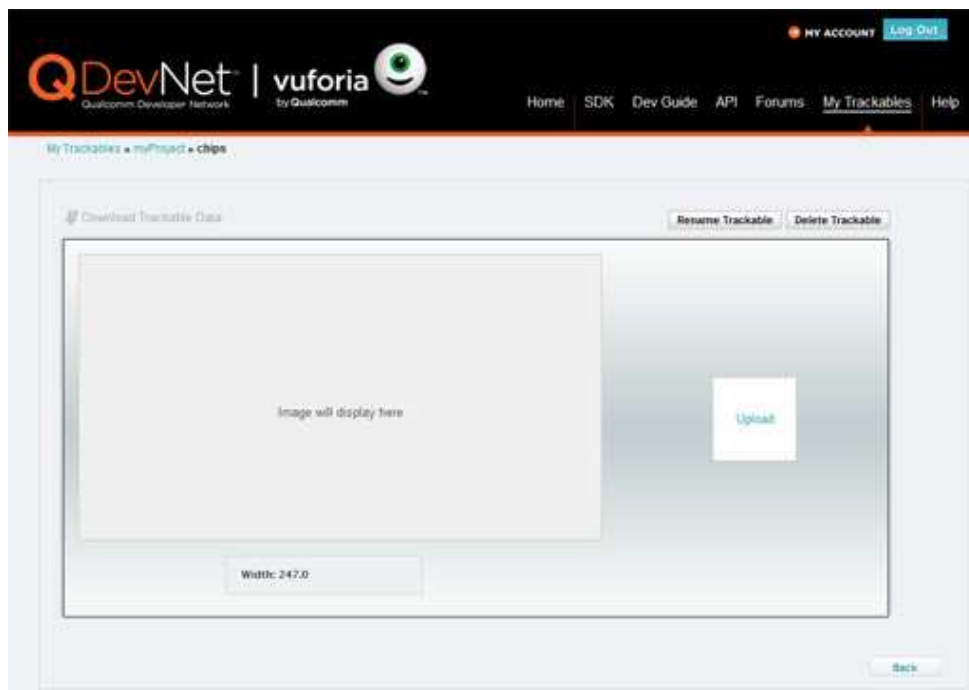 MY ACCOUNT Log Out
QDevNet | vuforia
Qualcomm Developer Network by Qualcomm
Home SDK Dev Guide API Forums My Trackables Help
My Trackables » myProject » chips
Download Trackable Data
Rename Trackable Delete Trackable
Image will display here
Upload
Width: 247.0
Back